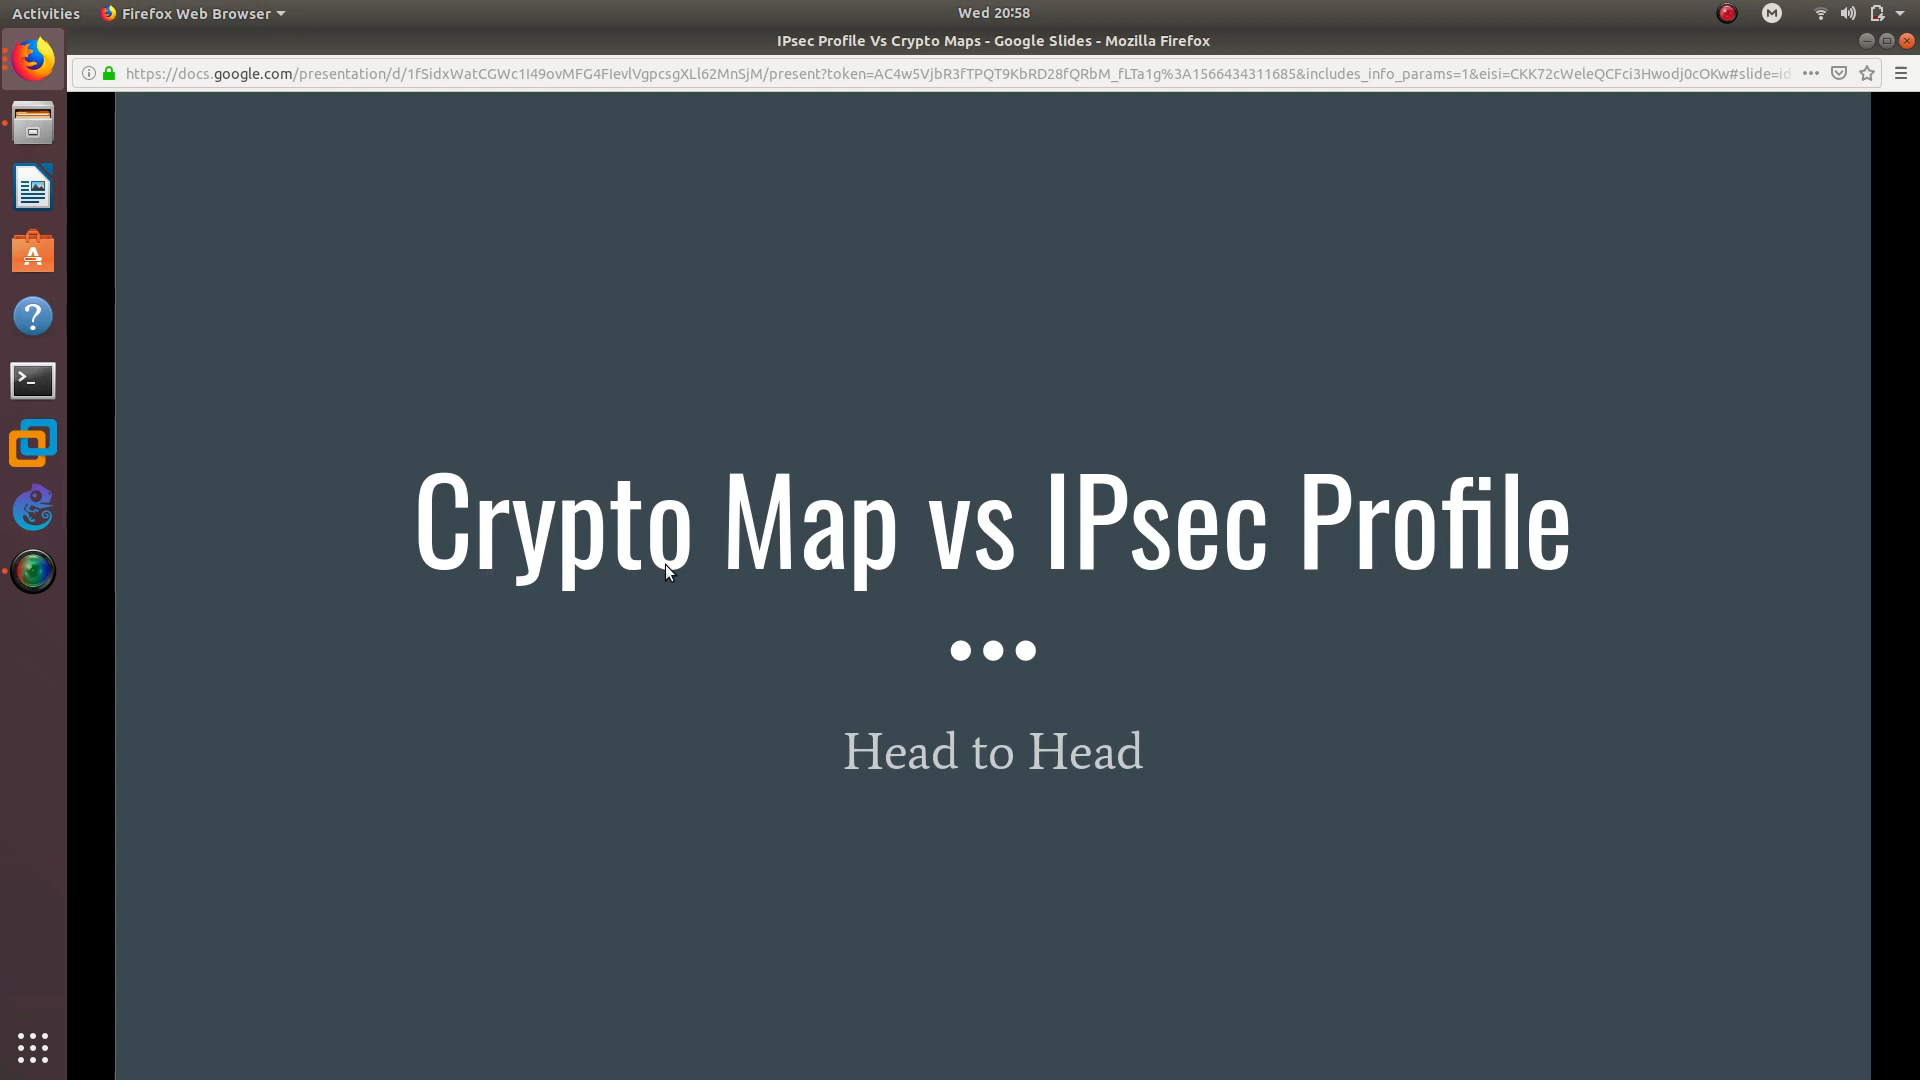 Activities Firefox Web Browser Wed 20:58
IPsec Profile Vs Crypto Maps - Google Slides - Mozilla Firefox
https://docs.google.com/presentation/d/1fSidxWatCGWc1I49ovMFG4FIevlVgpcsgXLl62MnSjM/present?token=AC4w5VjbR3fTPQT9KbRD28fQRbM_fLTa1g%3A1566434311685&includes_info_params=1&eisi=CKK72cWeleQCFci3Hwodj0cOKw#slide=id
Crypto Map vs IPsec Profile
Head to Head